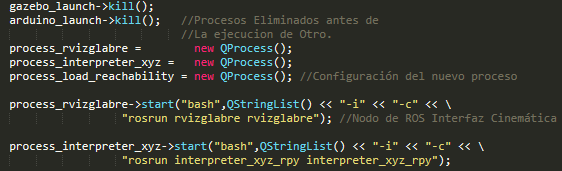 gazebo_launch->kill();
arduino_launch->kill();   //Procesos Eliminados antes de
                          //La ejecucion de Otro.
process_rvizglabre =        new QProcess();
process_interpreter_xyz =   new QProcess();
process_load_reachability = new QProcess(); //Configuración del nuevo proceso
process_rvizglabre->start("bash",QStringList() << "-i" << "-c" << \
                "rosrun rvizglabre rvizglabre"); //Nodo de ROS Interfaz Cinemática
process_interpreter_xyz->start("bash",QStringList() << "-i" << "-c" << \
                "rosrun interpreter_xyz_rpy interpreter_xyz_rpy");